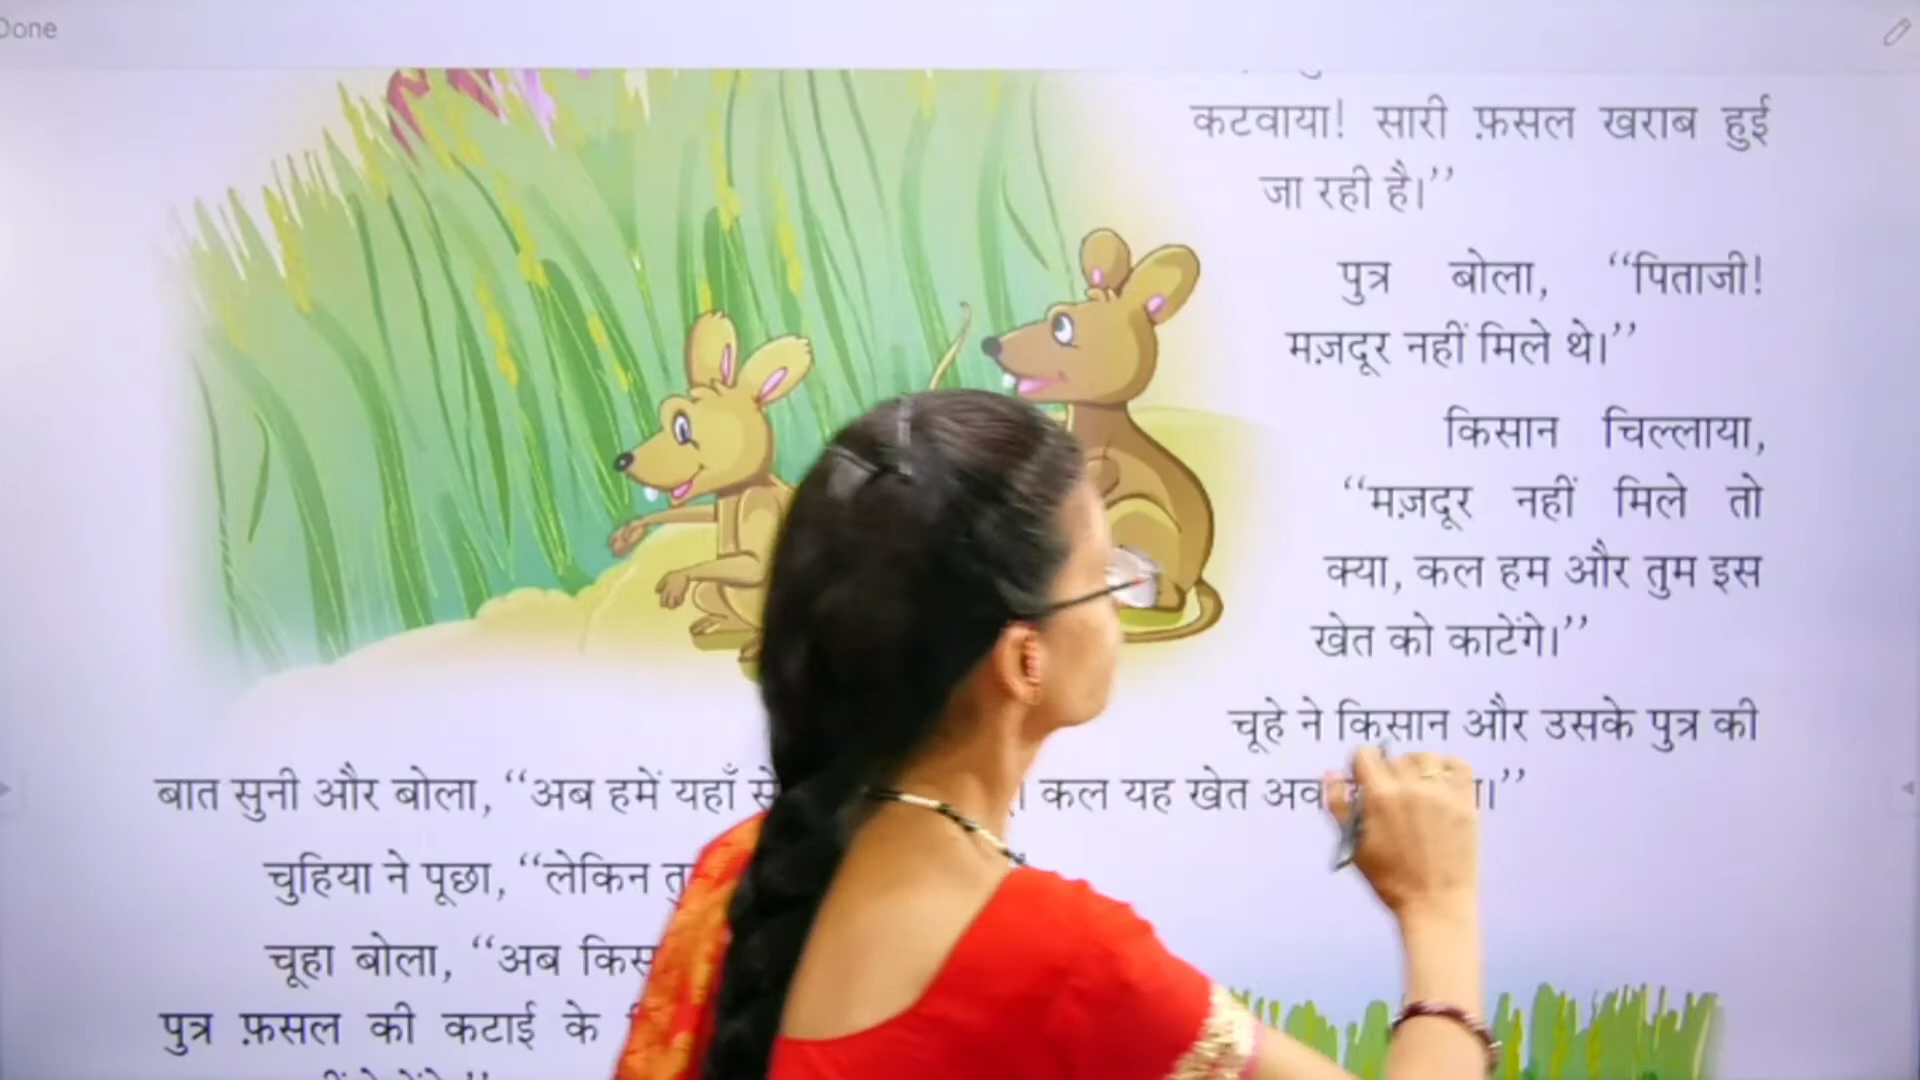 Done
कटवाया! सारी फ़सल खराब हुई
जा रही है।’’
पुत्र बोला, ‘‘पिताजी!
मज़दूर नहीं मिले थे।’’
किसान चिल्लाया,
‘‘मज़दूर नहीं मिले तो
क्या, कल हम और तुम इस
खेत को काटेंगे।’’
चूहे ने किसान और उसके पुत्र की
बात सुनी और बोला, ‘‘अब हमें यहाँ से कल यह खेत
चुहिया ने पूछा, ‘‘लेकिन
चूहा बोला, ‘‘अब
पुत्र फ़सल की कटाई के